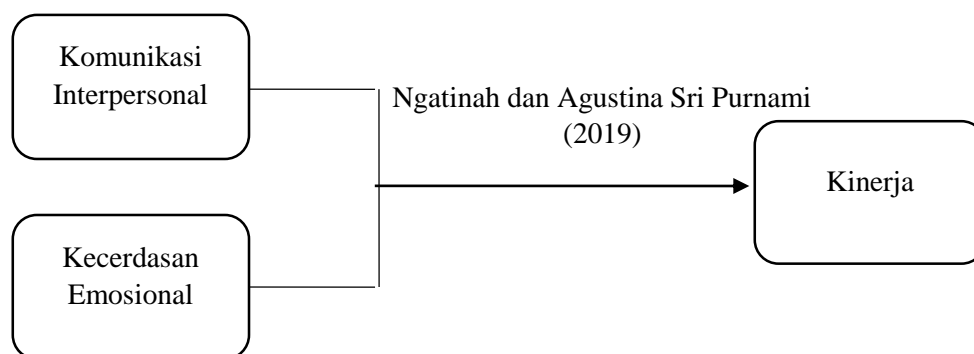 Komunikasi
Interpersonal
Ngatinah dan Agustina Sri Purnami
(2019)
Kinerja
Kecerdasan
Emosional